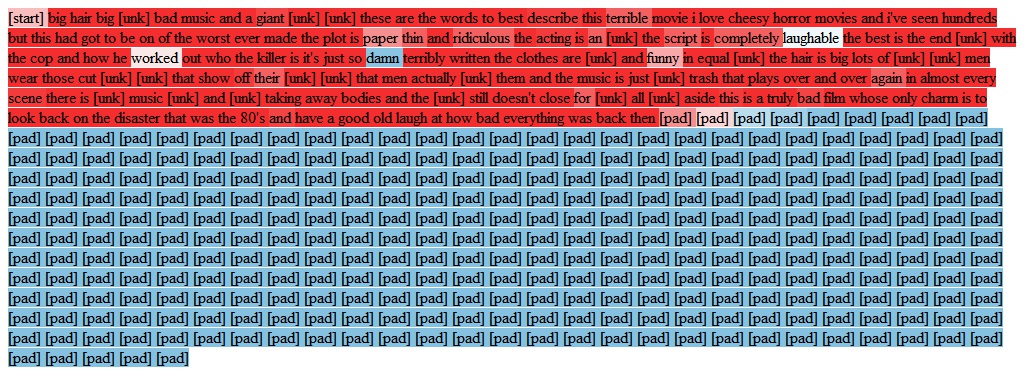 [start] big hair big [unk] bad music and a giant [unk] [unk] these are the words to best describe this terrible movie i love cheesy horror movies and i've seen hundreds
but this had got to be on of the worst ever made the plot is paper thin and ridiculous the acting is an [unk] the script is completely laughable the best is the end [unk] with
the cop and how he worked out who the killer is it's just so damn terribly written the clothes are [unk] and funny in equal [unk] the hair is big lots of [unk] [unk] men
wear those cut [unk] [unk] that show off their [unk] [unk] that men actually [unk] them and the music is just [unk] trash that plays over and over again in almost every
scene there is [unk] music [unk] and [unk] taking away bodies and the [unk] still doesn't close for [unk] all [unk] aside this is a truly bad film whose only charm is to
look back on the disaster that was the 80's and have a good old laugh at how bad everything was back then [pad] [pad] [pad] [pad] [pad] [pad] [pad] [pad] [pad]
[pad] [pad] [pad] [pad] [pad] [pad] [pad] [pad] [pad] [pad] [pad] [pad] [pad] [pad] [pad] [pad] [pad] [pad] [pad] [pad] [pad] [pad] [pad] [pad] [pad] [pad] [pad]
[pad] [pad] [pad] [pad] [pad] [pad] [pad] [pad] [pad] [pad] [pad] [pad] [pad] [pad] [pad] [pad] [pad] [pad] [pad] [pad] [pad] [pad] [pad] [pad] [pad] [pad] [pad]
[pad] [pad] [pad] [pad] [pad] [pad] [pad] [pad] [pad] [pad] [pad] [pad] [pad] [pad] [pad] [pad] [pad] [pad] [pad] [pad] [pad] [pad] [pad] [pad] [pad] [pad] [pad]
[pad] [pad] [pad] [pad] [pad] [pad] [pad] [pad] [pad] [pad] [pad] [pad] [pad] [pad] [pad] [pad] [pad] [pad] [pad] [pad] [pad] [pad] [pad] [pad] [pad] [pad] [pad]
[pad] [pad] [pad] [pad] [pad] [pad] [pad] [pad] [pad] [pad] [pad] [pad] [pad] [pad] [pad] [pad] [pad] [pad] [pad] [pad] [pad] [pad] [pad] [pad] [pad] [pad] [pad]
[pad] [pad] [pad] [pad] [pad] [pad] [pad] [pad] [pad] [pad] [pad] [pad] [pad] [pad] [pad] [pad] [pad] [pad] [pad] [pad] [pad] [pad] [pad] [pad] [pad] [pad] [pad]
[pad] [pad] [pad] [pad] [pad] [pad] [pad] [pad] [pad] [pad] [pad] [pad] [pad] [pad] [pad] [pad] [pad] [pad] [pad] [pad] [pad] [pad] [pad] [pad] [pad] [pad] [pad]
[pad] [pad] [pad] [pad] [pad] [pad] [pad] [pad] [pad] [pad] [pad] [pad] [pad] [pad] [pad] [pad] [pad] [pad] [pad] [pad] [pad] [pad] [pad] [pad] [pad] [pad] [pad]
[pad] [pad] [pad] [pad] [pad] [pad] [pad] [pad] [pad] [pad] [pad] [pad] [pad] [pad] [pad] [pad] [pad] [pad] [pad] [pad] [pad] [pad] [pad] [pad] [pad] [pad] [pad]
[pad] [pad] [pad] [pad] [pad] [pad] [pad] [pad] [pad] [pad] [pad] [pad] [pad] [pad] [pad] [pad] [pad] [pad] [pad] [pad] [pad] [pad] [pad] [pad] [pad] [pad] [pad]
[pad] [pad] [pad] [pad] [pad] [pad] [pad] [pad] [pad] [pad] [pad] [pad] [pad] [pad] [pad] [pad] [pad] [pad] [pad] [pad] [pad] [pad] [pad] [pad] [pad] [pad] [pad]
[pad] [pad] [pad] [pad] [pad]